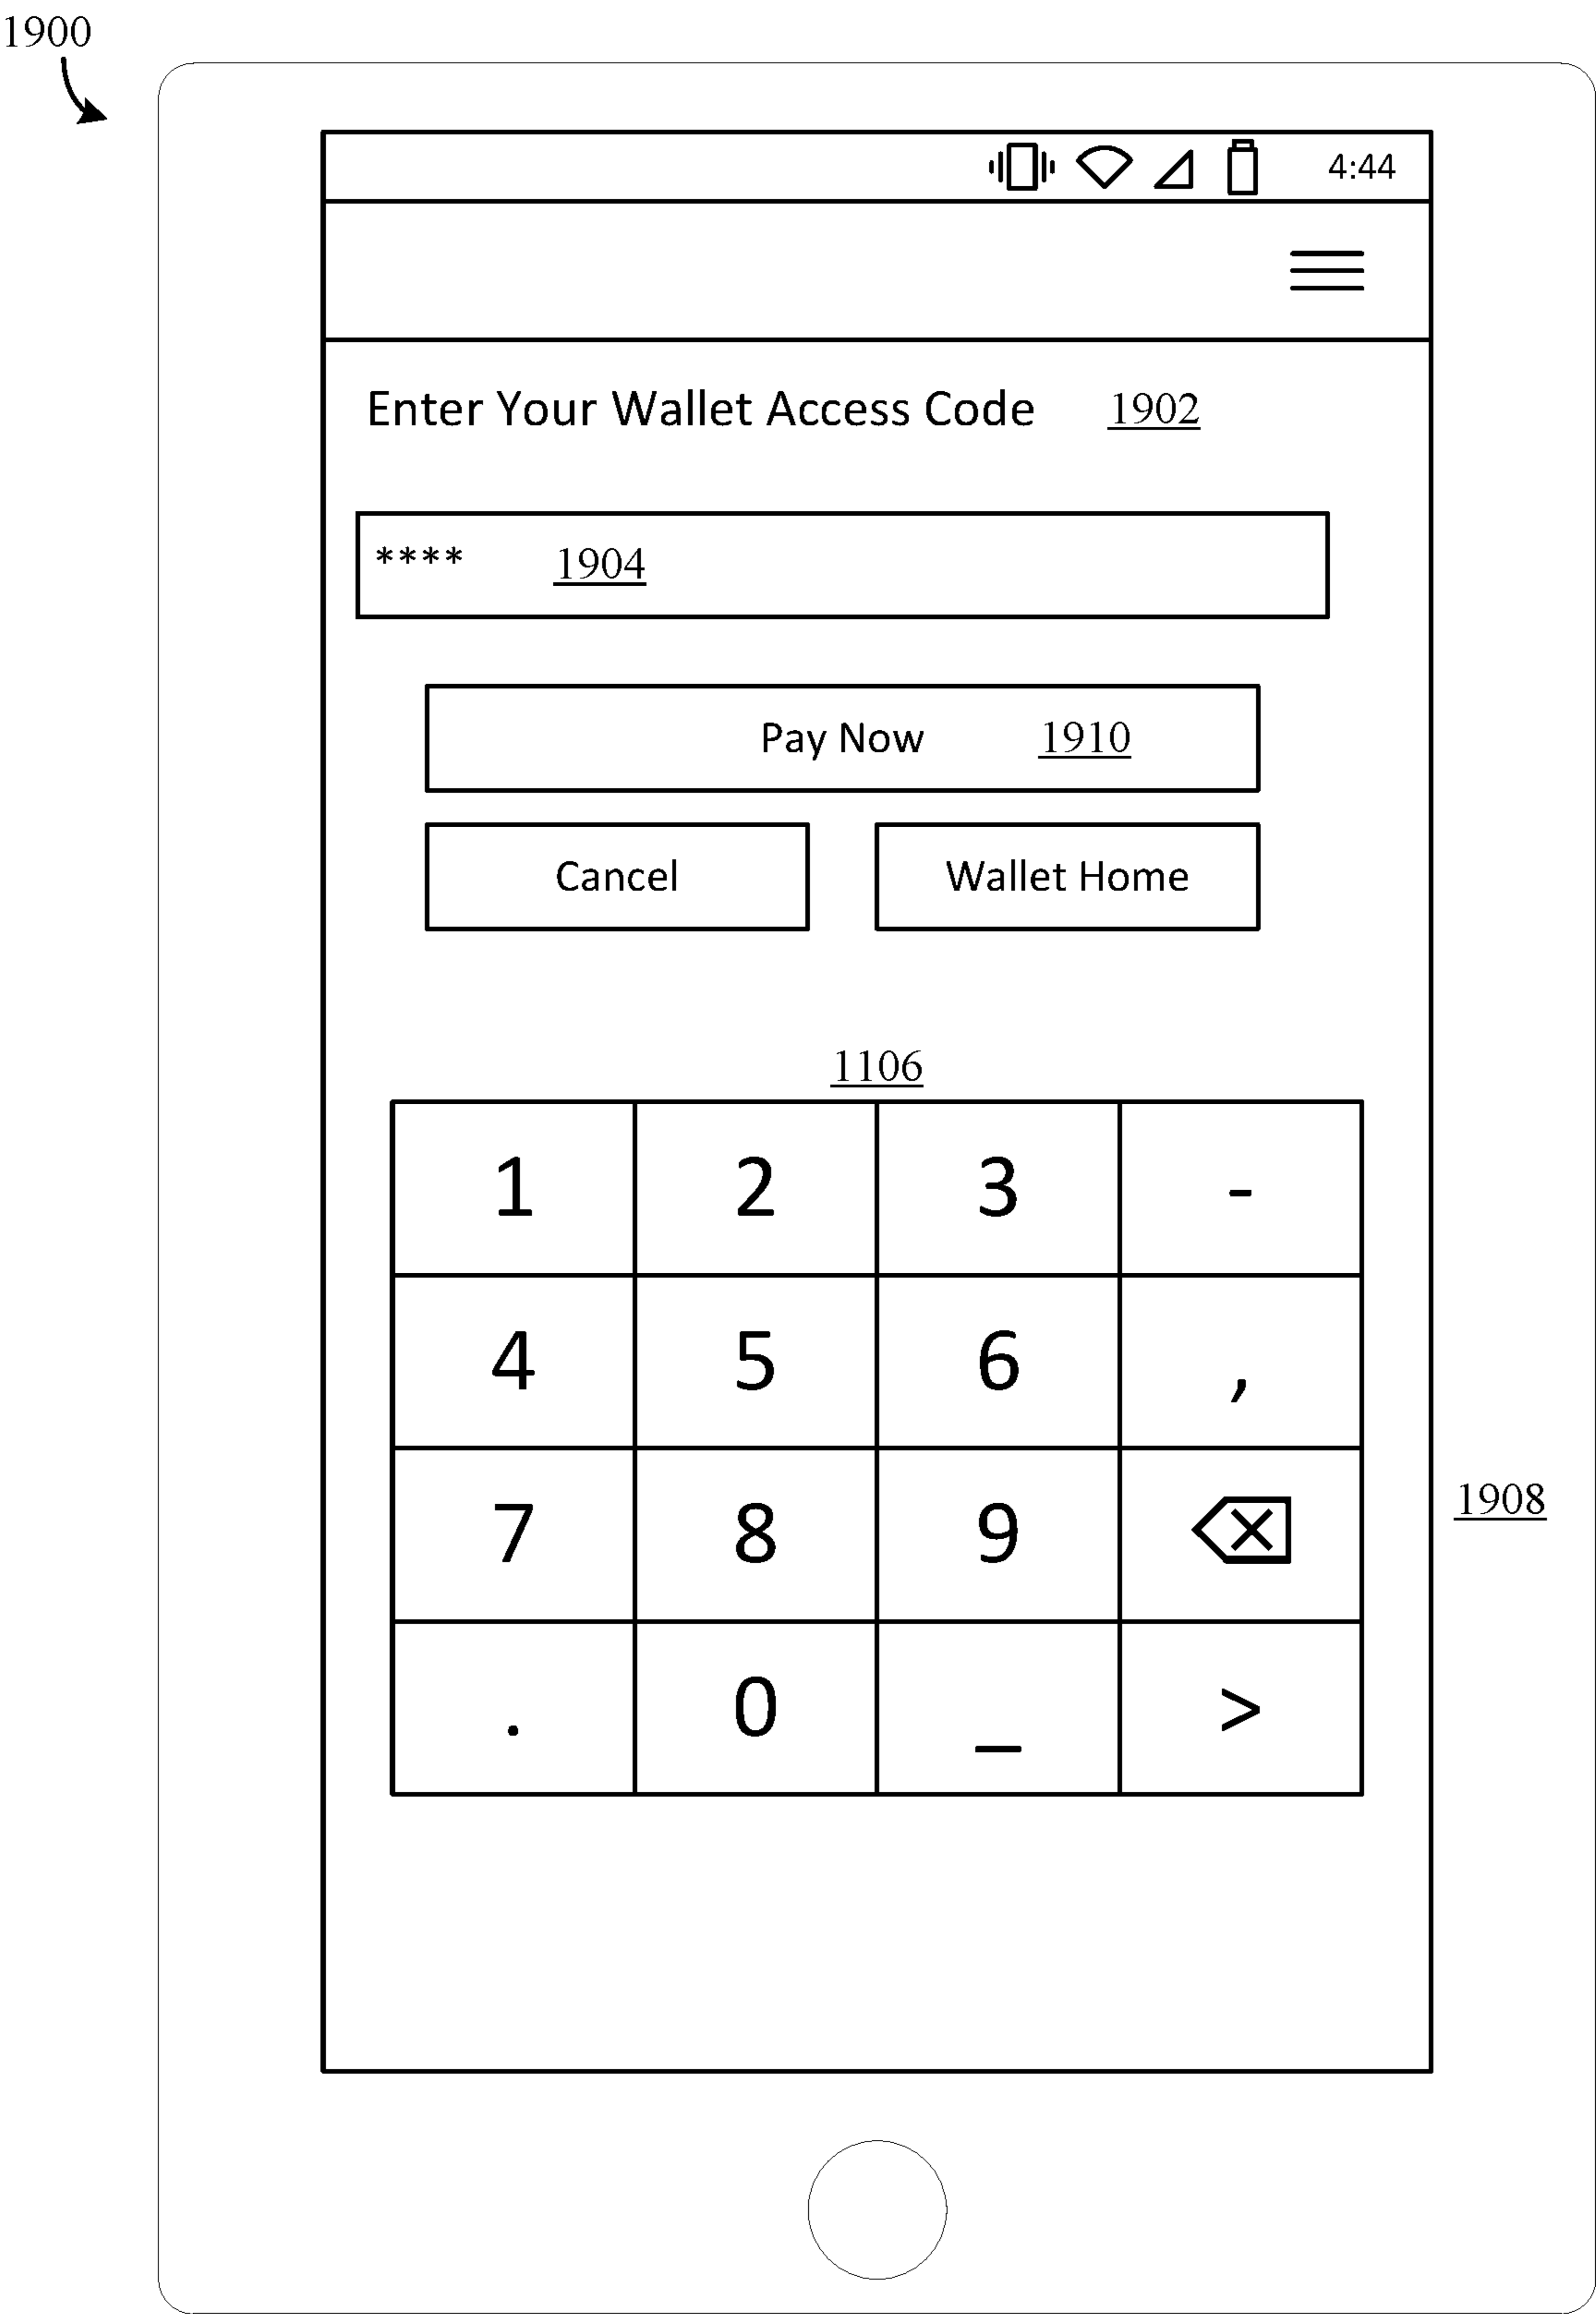 1900
4:44
Enter Your Wallet Access Code 1902
**** 1904
Pay Now 1910
Cancel Wallet Home
1106
1 2 3 -
4 5 6 ,
7 8 9
1908
. 0 _ >